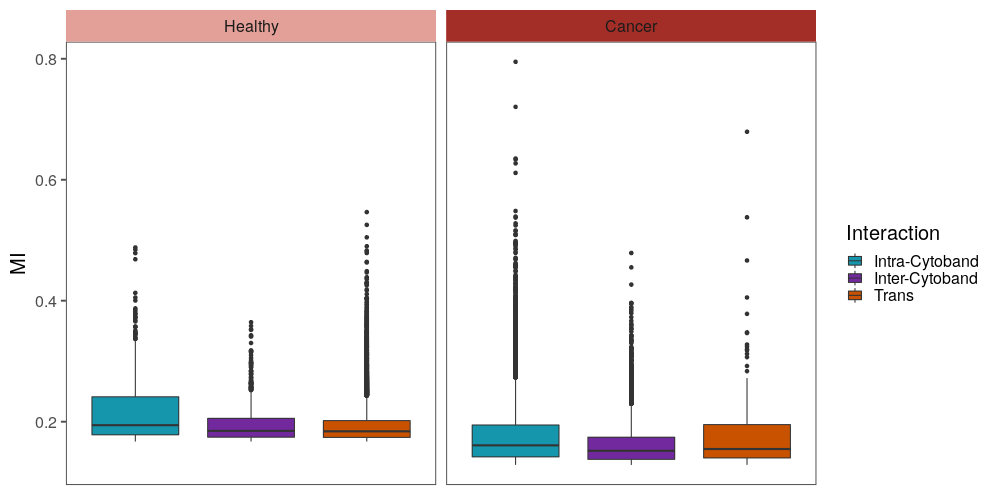 Healthy
Cancer
0.8
0.6
0.4
0.2
MI
Interaction
Intra-Cytoband
Inter-Cytoband
Trans